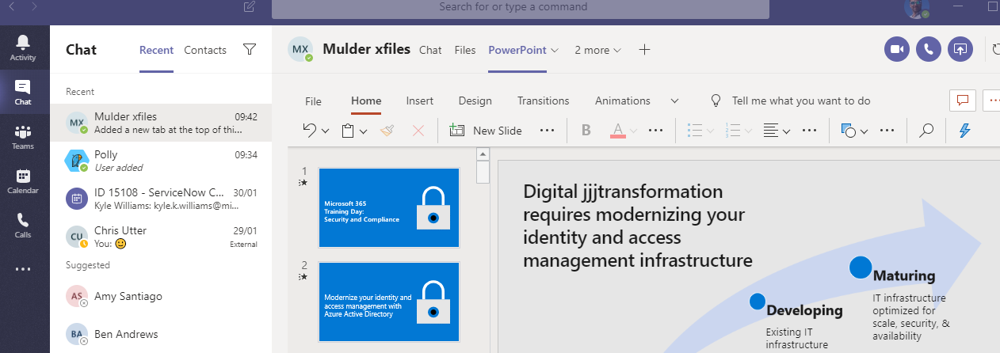 Search for or type a command
Activity
Chat
Teams
Calendar
Calls
Chat
Recent
Contacts
Recent
MX
Mulder xfiles
09:42
Added a new tab at the top of thi...
Polly
09:34
User added
ID 15108 - ServiceNow C...
30/01
Kyle Williams: kyle.k.williams@mi...
CU
Chris Utter
29/01
You:
External
Suggested
AS
Amy Santiago
BA
Ben Andrews
MX
Mulder xfiles
Chat
Files
PowerPoint
2 more
File
Home
Insert
Design
Transitions
Animations
Tell me what you want to do
New Slide
B
A
1
Microsoft 365
Training Day:
Security and Compliance
2
Modernize your identity and
access management with
Azure Active Directory
Digital jjjtransformation
requires modernizing your
identity and access
management infrastructure
Maturing
IT infrastructure
optimized for
scale, security, &
availability
Developing
Existing IT
infrastructure